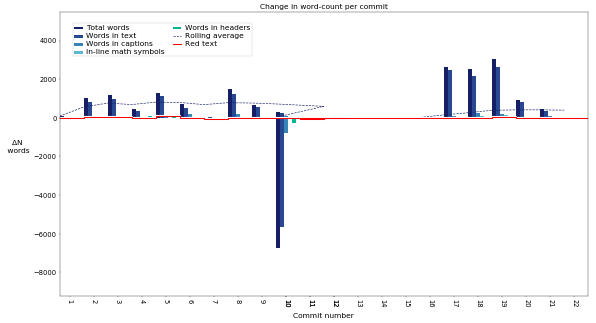 Change in word-count per commit
Total words
Words in text
Words in captions
in-line math symbols
Words in headers
Rolling average
Red text
4000
2000
0
−2000
−4000
−6000
−8000
ΔN
words
1 2 3 4 5 6 7 8 9 10 11 12 13 14 15 16 17 18 19 20 21 22
Commit number